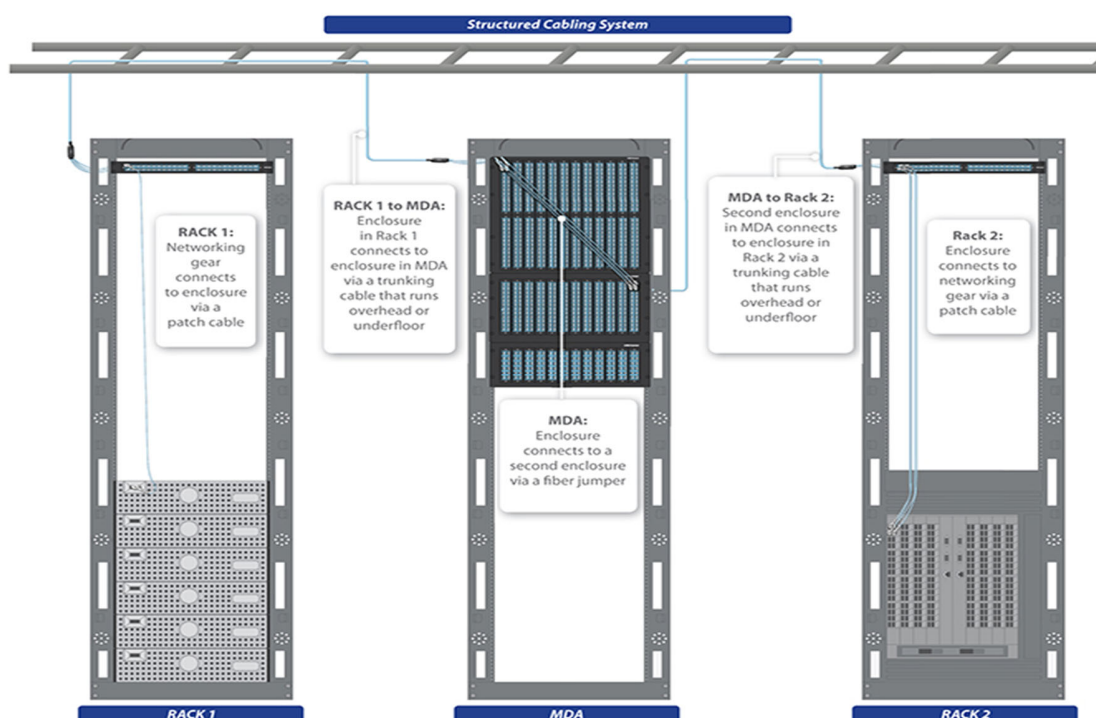 Structured Cabling System
RACK 1:
Networking
gear
connects
to enclosure
via a
patch cable
RACK 1 to MDA:
Enclosure
in Rack 1
connects to
enclosure in MDA
via a trunking
cable that runs
overhead or
underfloor
MDA:
Enclosure
connects to a
second enclosure
via a fiber jumper
MDA to Rack 2:
Second enclosure
in MDA connects
to enclosure in
Rack 2 via a
trunking cable
that runs
overhead or
underfloor
Rack 2:
Enclosure
connects to
networking
gear via a
patch cable
RACK 1
MDA
RACK 2